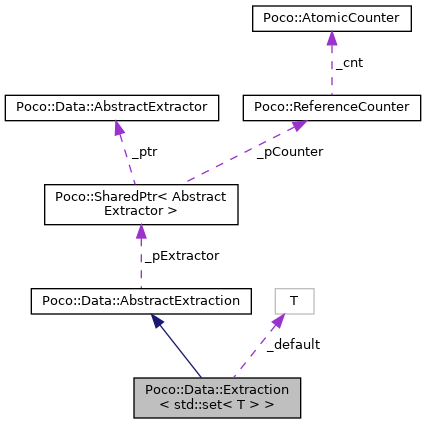 Poco::AtomicCounter
_cnt
Poco::Data::AbstractExtractor
Poco::ReferenceCounter
_ptr
_pCounter
Poco::SharedPtr< Abstract
Extractor >
_pExtractor
Poco::Data::AbstractExtraction
T
_default
Poco::Data::Extraction
< std::set< T > >